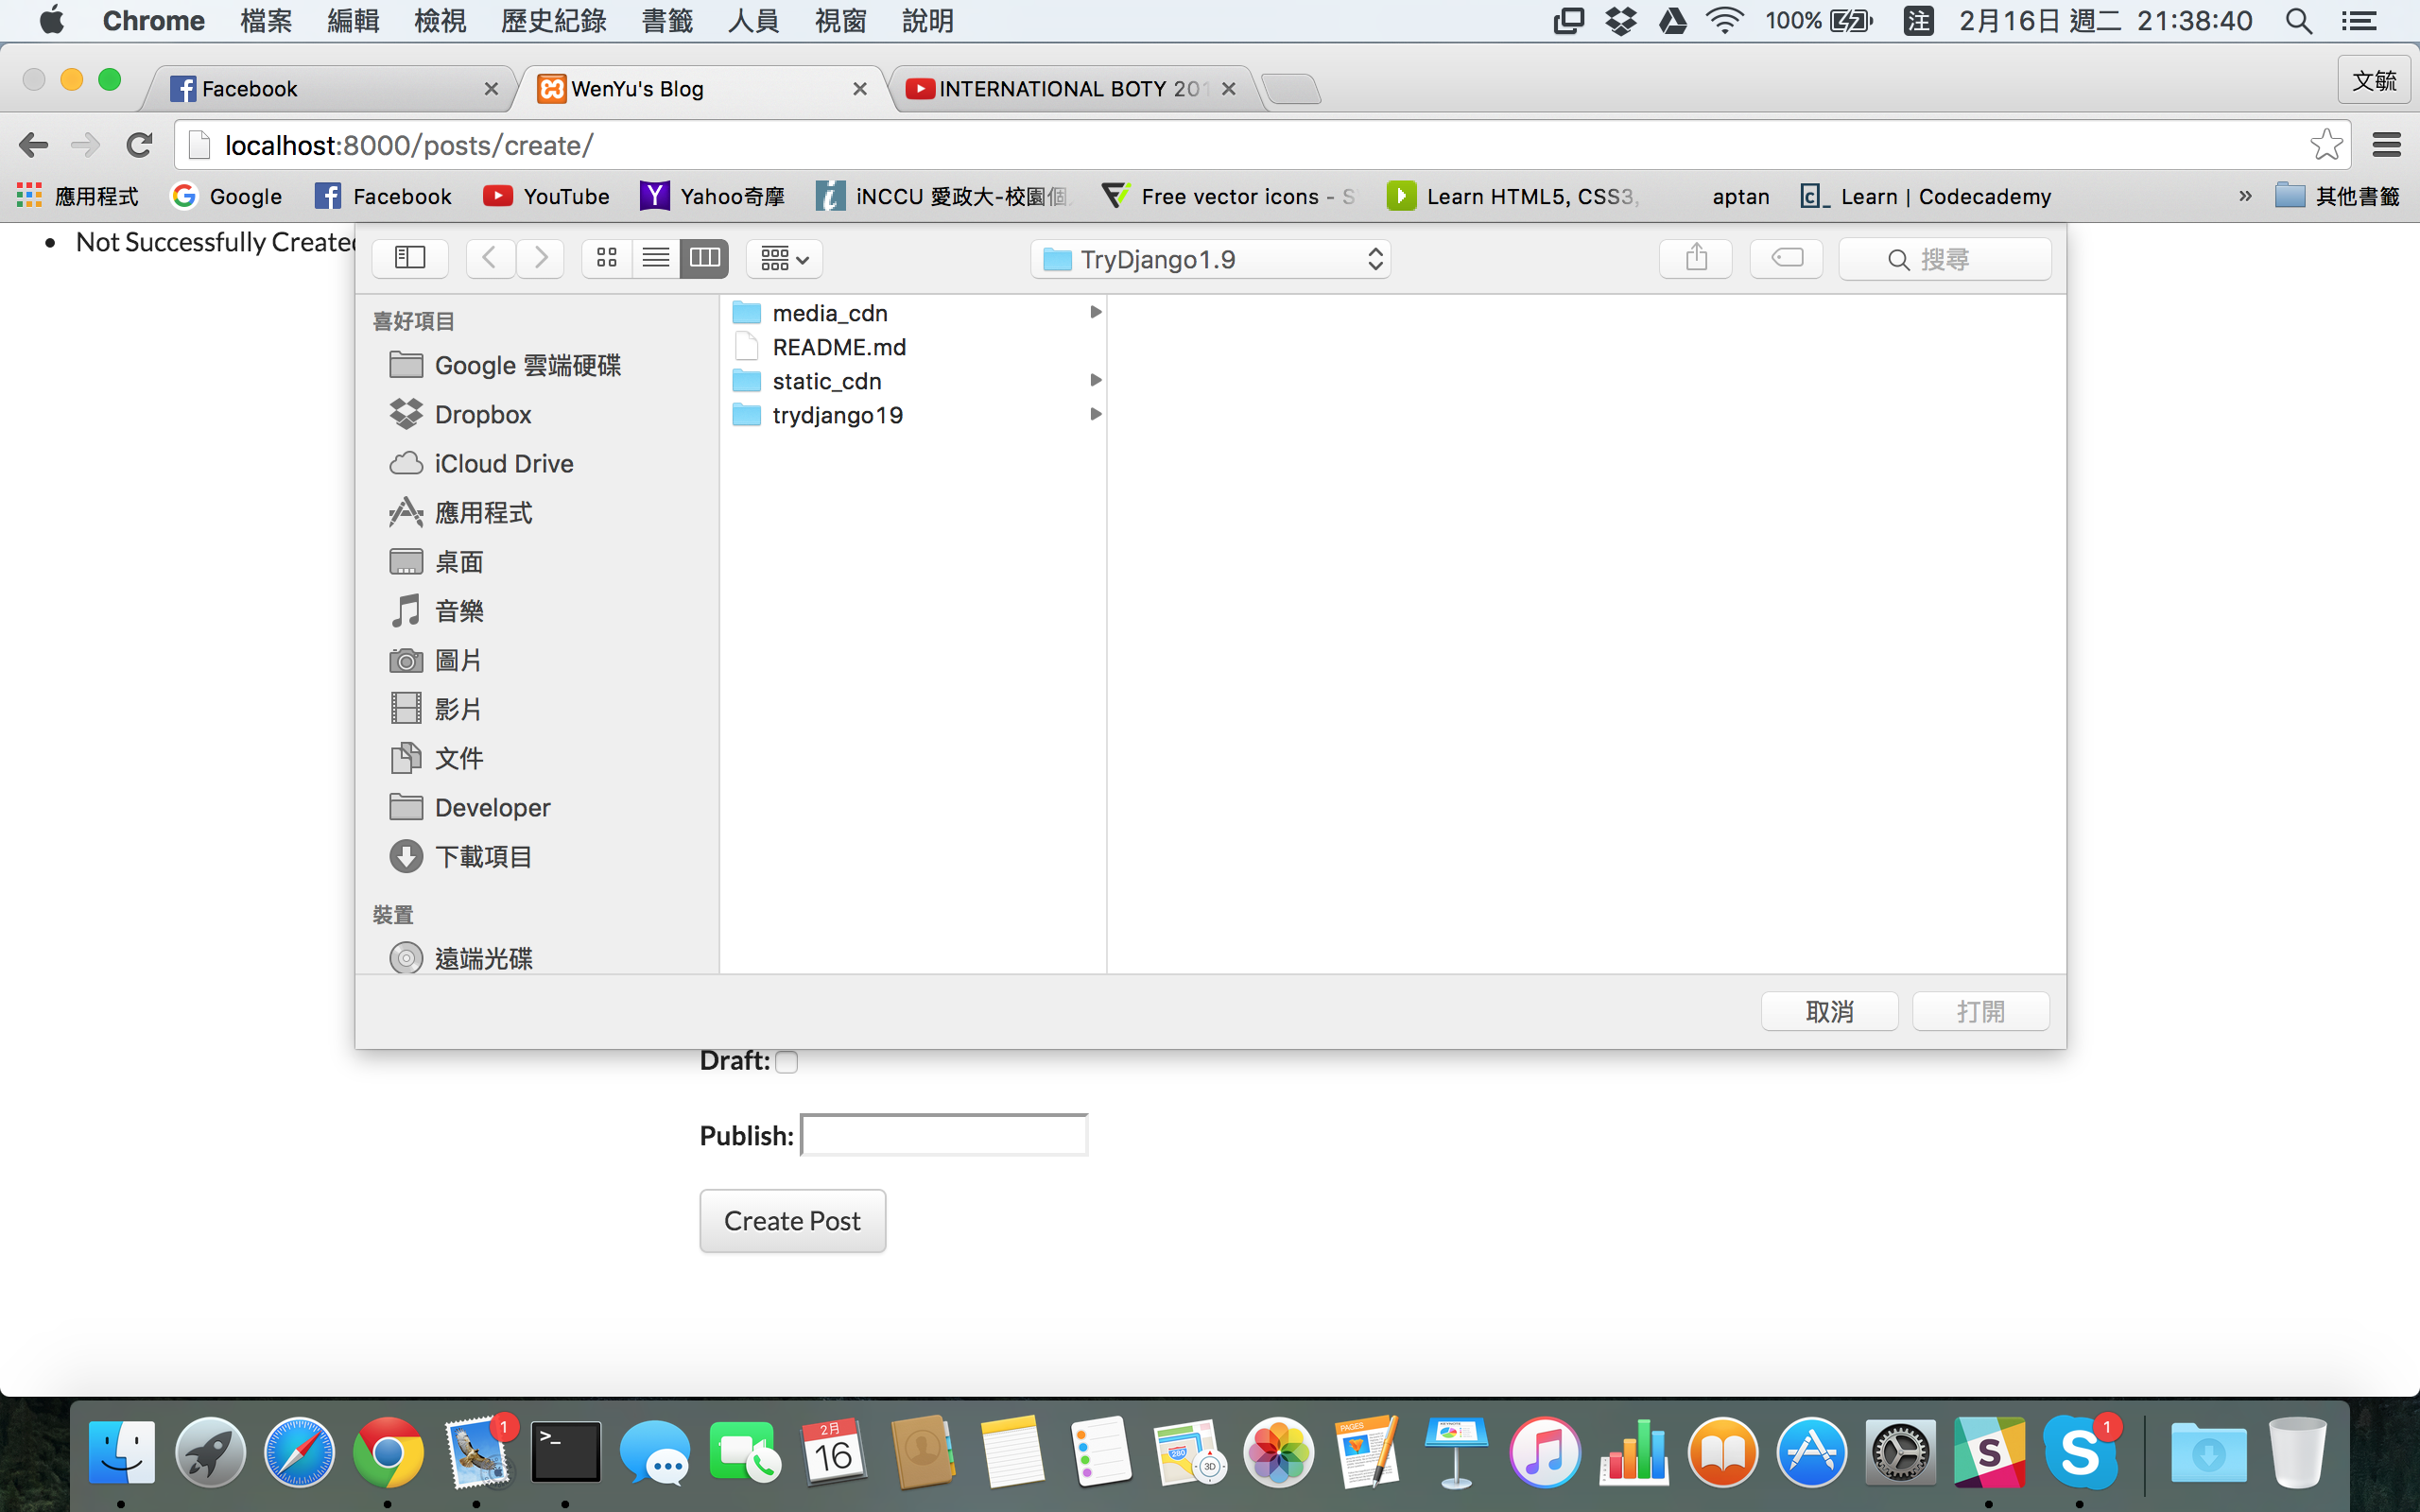 Chrome 檔案 編輯 檢視 歷史紀錄 書籤 人員 視窗 說明 100% 注 2月16日 週二 21:38:40
Facebook WenYu's Blog INTERNATIONAL BOTY 201 文毓
localhost:8000/posts/create/
應用程式 Google Facebook YouTube Yahoo奇摩 iNCCU 愛政大-校園個 Free vector icons - S Learn HTML5, CSS3, aptan Learn | Codecademy » 其他書籤
Not Successfully Created
TryDjango1.9 搜尋
喜好項目
Google 雲端硬碟
Dropbox
iCloud Drive
應用程式
桌面
音樂
圖片
影片
文件
Developer
下載項目
裝置
遠端光碟
media_cdn
README.md
static_cdn
trydjango19
取消 打開
Draft:
Publish:
Create Post
1 >_ 2月 16 280 3D PAGES S S 1